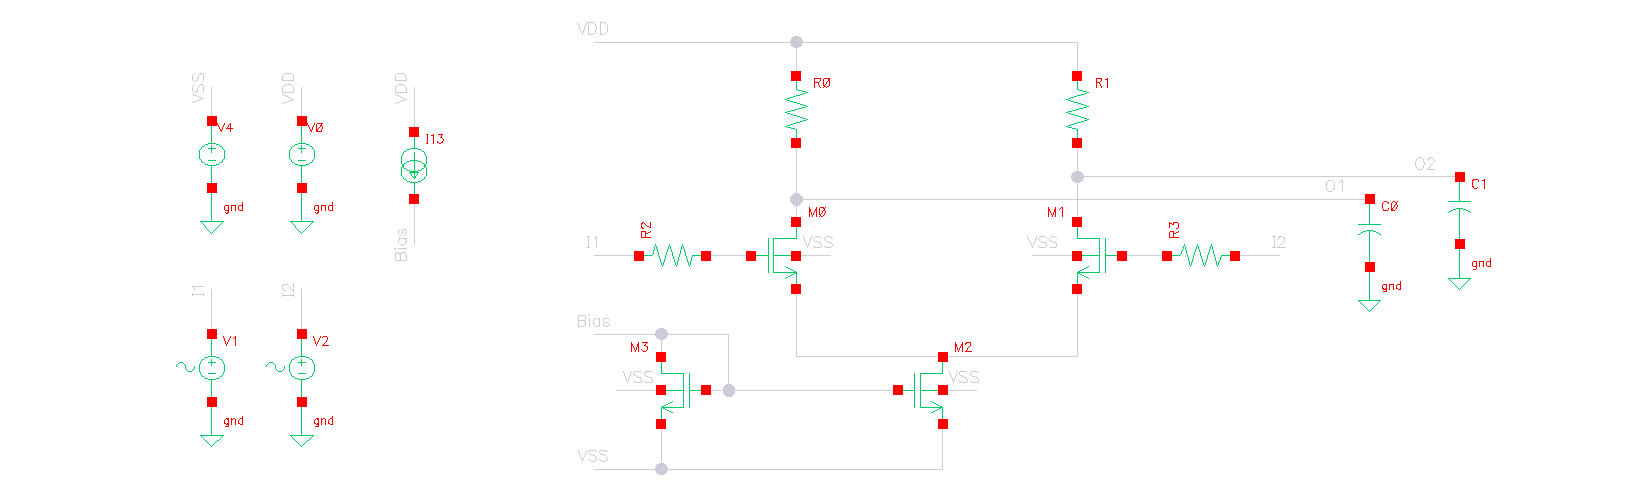 VDD
VSS
VDD
VDD
R0
R1
V4
V0
I13
gnd
gnd
O2
O1
C1
C0
M0
M1
R2
R3
I1
VSS
VSS
I2
Bias
gnd
gnd
I1
I2
Bias
V1
V2
M3
M2
VSS
VSS
gnd
gnd
VSS